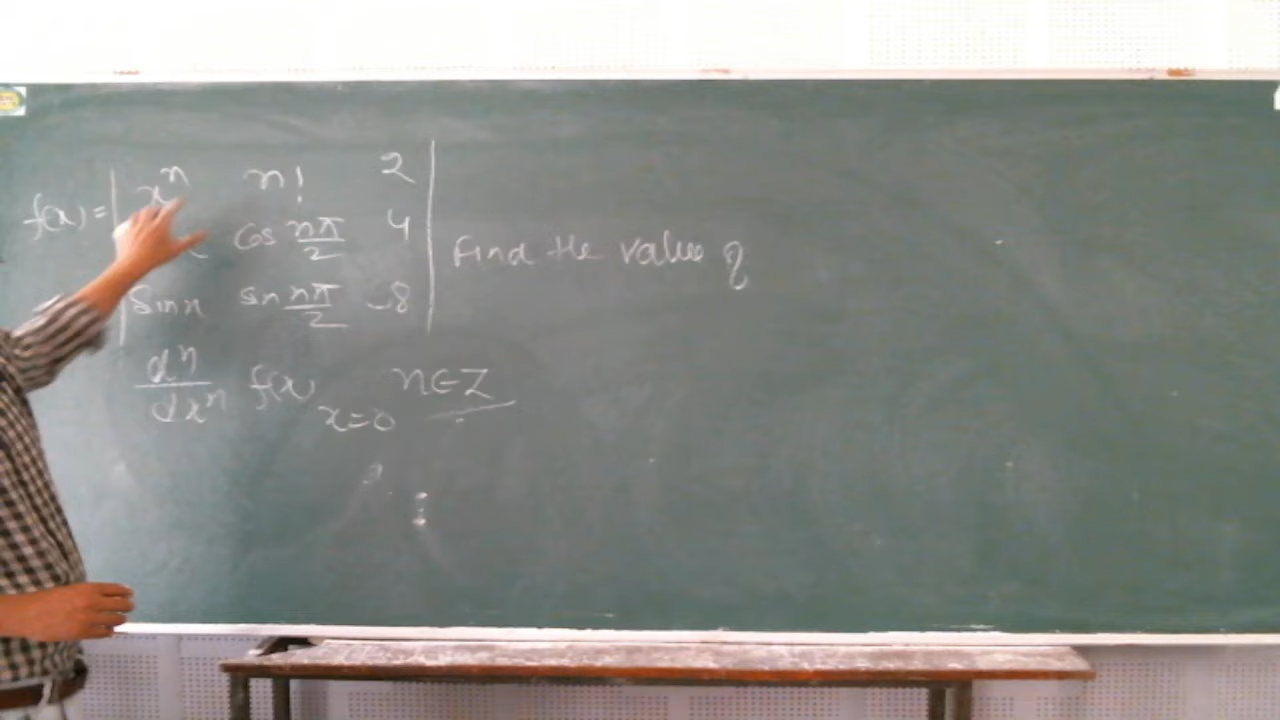 f(x) = | xⁿ n! 2 |
Cos nπ/2 4
Sinx sin nπ/2 -8
Find the value of
dⁿ/dxⁿ f(x) x=0 n∈Z